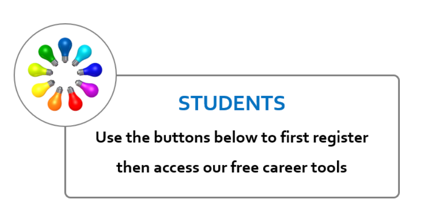 STUDENTS
Use the buttons below to first register
then access our free career tools